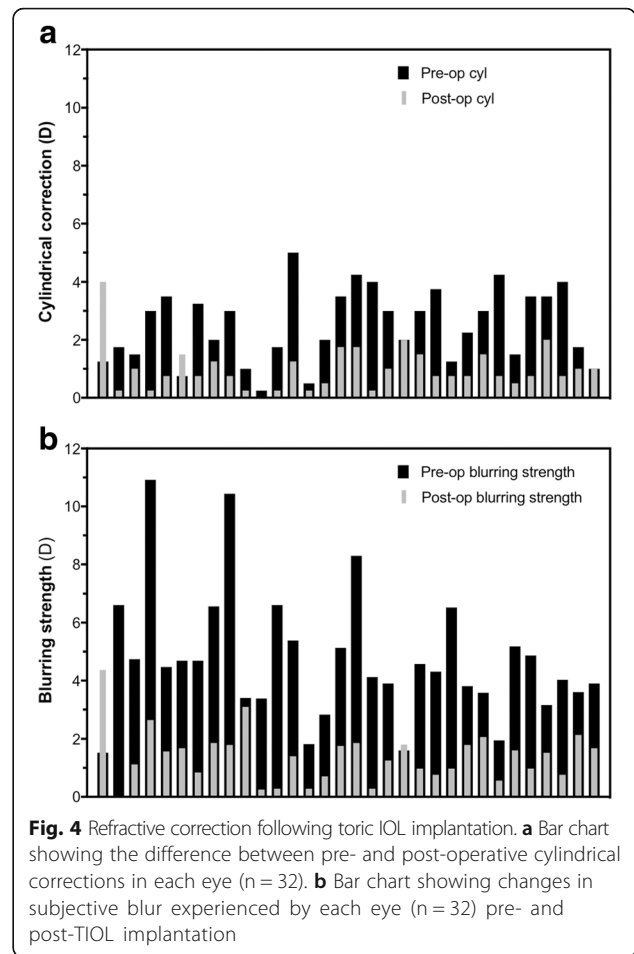 a
12
10
8
6
4
2
0
Cylindrical correction (D)
Pre-op cyl
Post-op cyl
b
12
10
8
6
4
2
0
Blurring strength (D)
Pre-op blurring strength
Post-op blurring strength
Fig. 4 Refractive correction following toric IOL implantation. a Bar chart
showing the difference between pre- and post-operative cylindrical
corrections in each eye (n = 32). b Bar chart showing changes in
subjective blur experienced by each eye (n = 32) pre- and
post-TIOL implantation